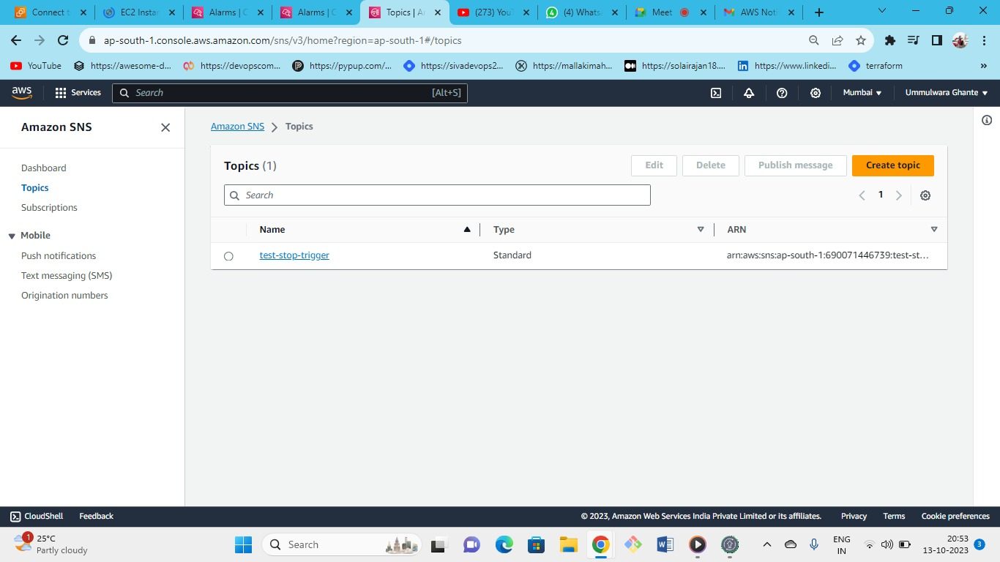 Connect t
EC2 Instar
Alarms | C
Alarms | C
Topics | A
(273) YouT
(4) Whats
Meet
AWS Noti
ap-south-1.console.aws.amazon.com/sns/v3/home?region=ap-south-1#/topics
YouTube
https://awesome-d...
https://devopscom...
https://pypup.com/...
https://sivadevops2...
https://mallakimah...
https://solairajan18....
https://www.linkedi...
terraform
»
aws
Services
Search
[Alt+S]
Mumbai
Ummulwara Ghante
Amazon SNS
Dashboard
Topics
Subscriptions
Mobile
Push notifications
Text messaging (SMS)
Origination numbers
Amazon SNS
Topics
Topics (1)
Edit
Delete
Publish message
Create topic
Search
1
Name
Type
ARN
test-stop-trigger
Standard
arn:aws:sns:ap-south-1:690071446739:test-st...
CloudShell
Feedback
© 2023, Amazon Web Services India Private Limited or its affiliates.
Privacy
Terms
Cookie preferences
1
25°C
Partly cloudy
Search
ENG
IN
20:53
13-10-2023
3